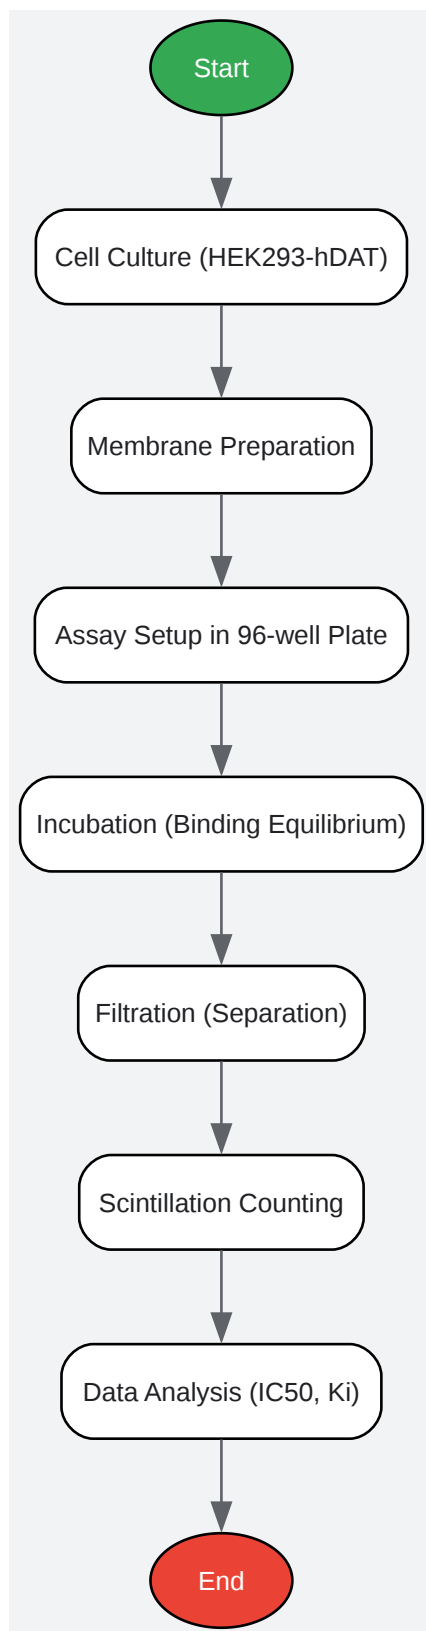 Start
Cell Culture (HEK293-hDAT)
Membrane Preparation
Assay Setup in 96-well Plate
Incubation (Binding Equilibrium)
Filtration (Separation)
Scintillation Counting
Data Analysis (IC50, Ki)
End